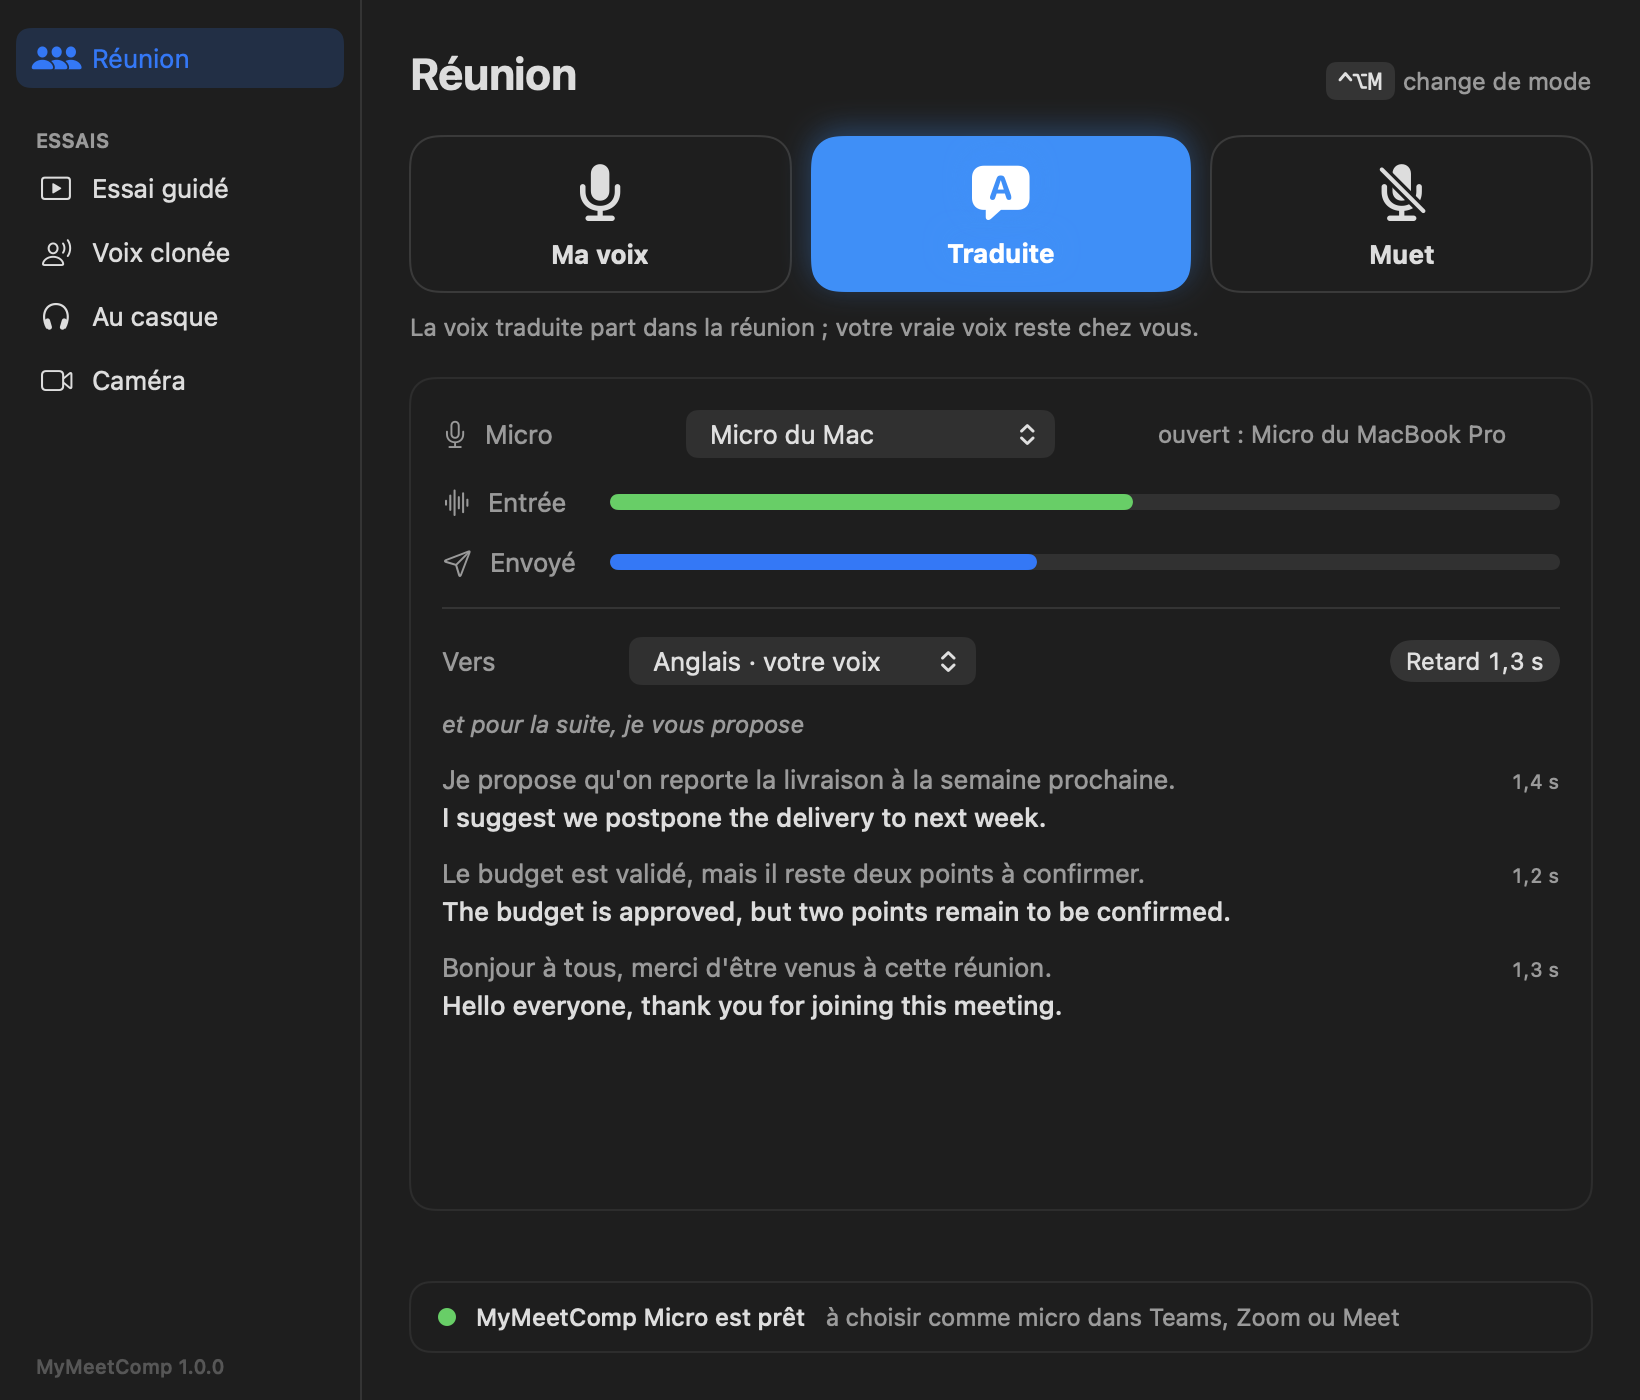 Réunion
ESSAIS
Essai guidé
Voix clonée
Au casque
Caméra
MyMeetComp 1.0.0
Réunion
⌃⌥M change de mode
Ma voix
A
Traduite
Muet
La voix traduite part dans la réunion ; votre vraie voix reste chez vous.
Micro Micro du Mac ouvert : Micro du MacBook Pro
Entrée
Envoyé
Vers Anglais · votre voix Retard 1,3 s
et pour la suite, je vous propose
Je propose qu'on reporte la livraison à la semaine prochaine. 1,4 s
I suggest we postpone the delivery to next week.
Le budget est validé, mais il reste deux points à confirmer. 1,2 s
The budget is approved, but two points remain to be confirmed.
Bonjour à tous, merci d'être venus à cette réunion. 1,3 s
Hello everyone, thank you for joining this meeting.
MyMeetComp Micro est prêt à choisir comme micro dans Teams, Zoom ou Meet